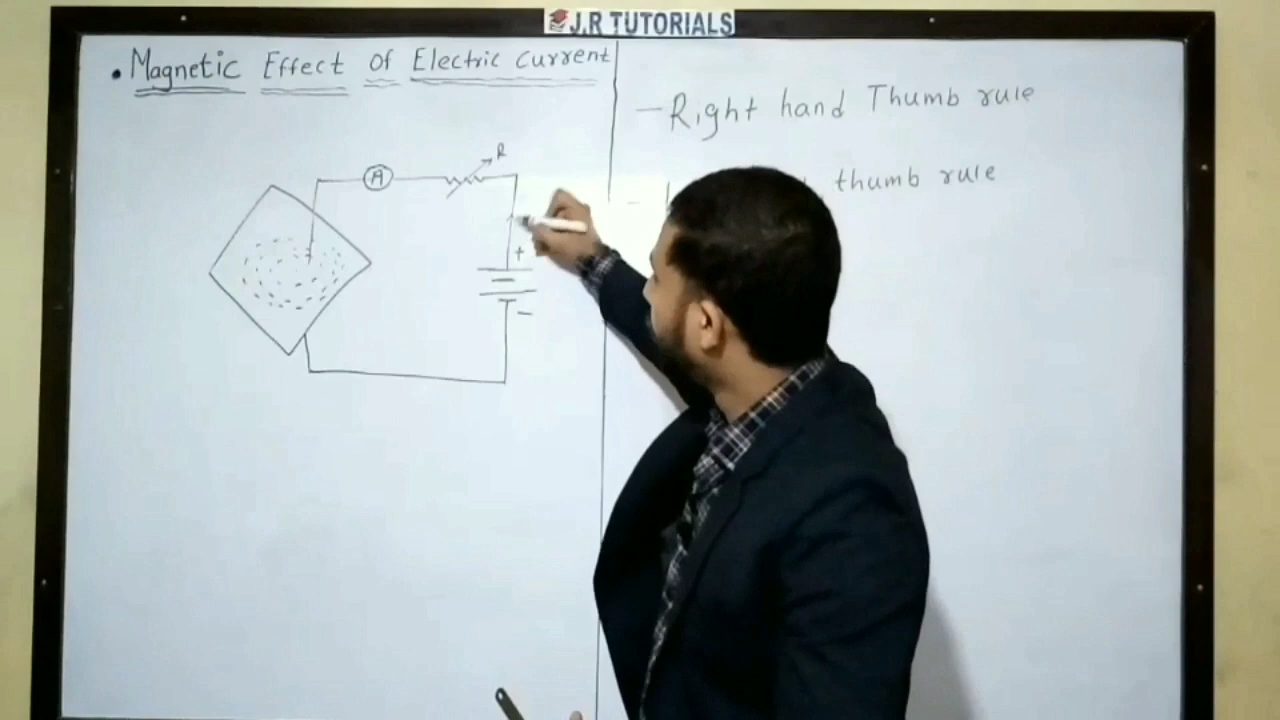 J.R TUTORIALS
• Magnetic Effect of Electric Current
A
R
+
-
- Right hand Thumb rule
thumb rule